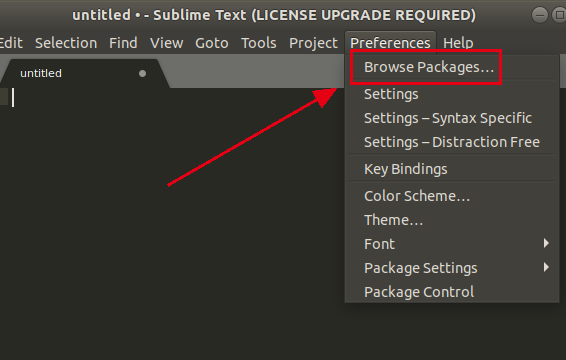 untitled • - Sublime Text (LICENSE UPGRADE REQUIRED)
Edit Selection Find View Goto Tools Project Preferences Help
untitled
Browse Packages…
Settings
Settings – Syntax Specific
Settings – Distraction Free
Key Bindings
Color Scheme…
Theme…
Font
Package Settings
Package Control